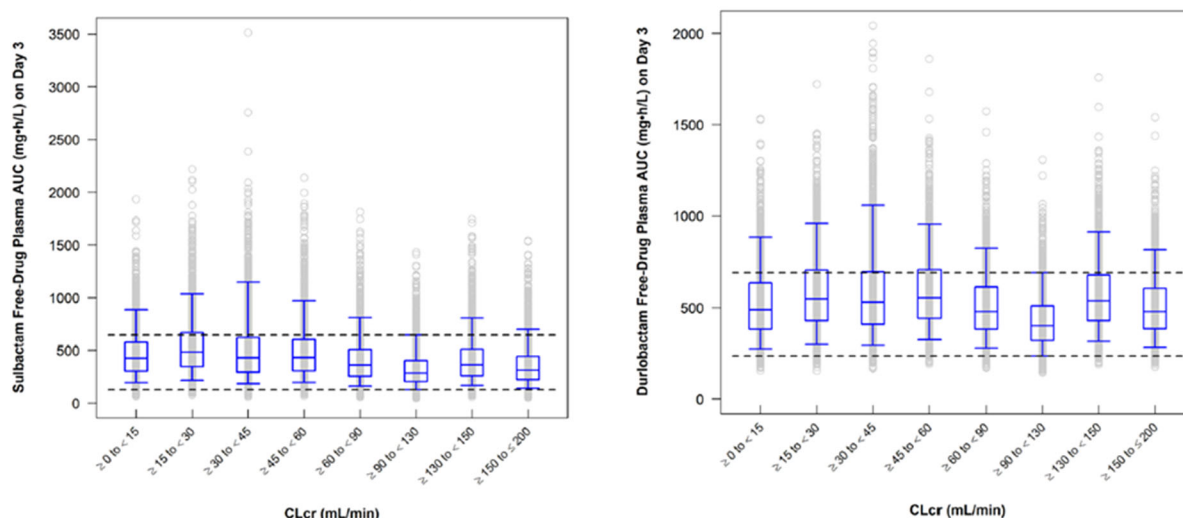 Sulbactam Free-Drug Plasma AUC (mg•h/L) on Day 3
3500
3000
2500
2000
1500
1000
500
0
≥ 0 to < 15
≥ 15 to < 30
≥ 30 to < 45
≥ 45 to < 60
≥ 60 to < 90
≥ 90 to < 130
≥ 130 to < 150
≥ 150 to ≤ 200
CLcr (mL/min)
Durlobactam Free-Drug Plasma AUC (mg•h/L) on Day 3
2000
1500
1000
500
0
≥ 0 to < 15
≥ 15 to < 30
≥ 30 to < 45
≥ 45 to < 60
≥ 60 to < 90
≥ 90 to < 130
≥ 130 to < 150
≥ 150 to ≤ 200
CLcr (mL/min)